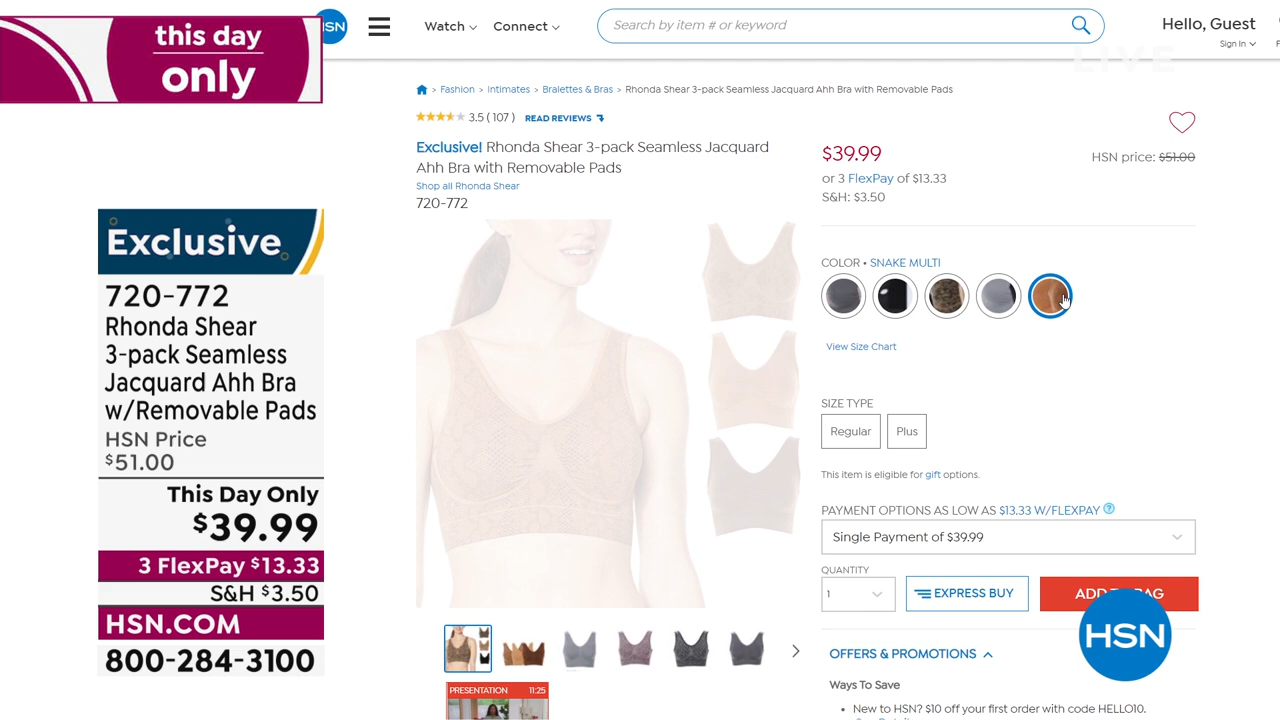 this day
only
HSN
Watch
Connect
Search by item # or keyword
Hello, Guest
Sign In
LIVE
> Fashion > Intimates > Bralettes & Bras > Rhonda Shear 3-pack Seamless Jacquard Ahh Bra with Removable Pads
3.5 ( 107 ) READ REVIEWS
Exclusive! Rhonda Shear 3-pack Seamless Jacquard
Ahh Bra with Removable Pads
Shop all Rhonda Shear
720-772
$39.99
HSN price: $51.00
or 3 FlexPay of $13.33
S&H: $3.50
COLOR • SNAKE MULTI
View Size Chart
SIZE TYPE
Regular
Plus
This item is eligible for gift options.
PAYMENT OPTIONS AS LOW AS $13.33 W/FLEXPAY ?
Single Payment of $39.99
QUANTITY
1
EXPRESS BUY
HSN
OFFERS & PROMOTIONS
Ways To Save
• New to HSN? $10 off your first order with code HELLO10.
PRESENTATION 11:25
Exclusive
720-772
Rhonda Shear
3-pack Seamless
Jacquard Ahh Bra
w/Removable Pads
HSN Price
$51.00
This Day Only
$39.99
3 FlexPay $13.33
S&H $3.50
HSN.COM
800-284-3100